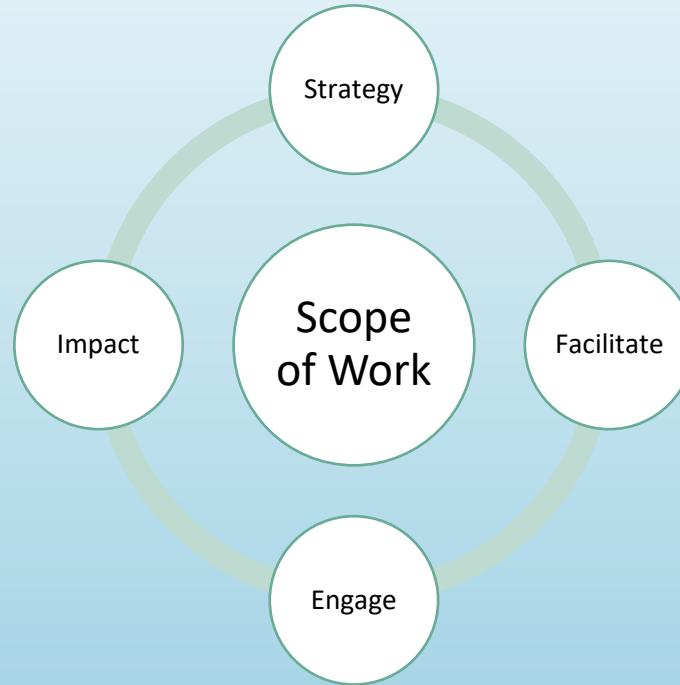 Strategy
Scope
of Work
Impact
Facilitate
Engage